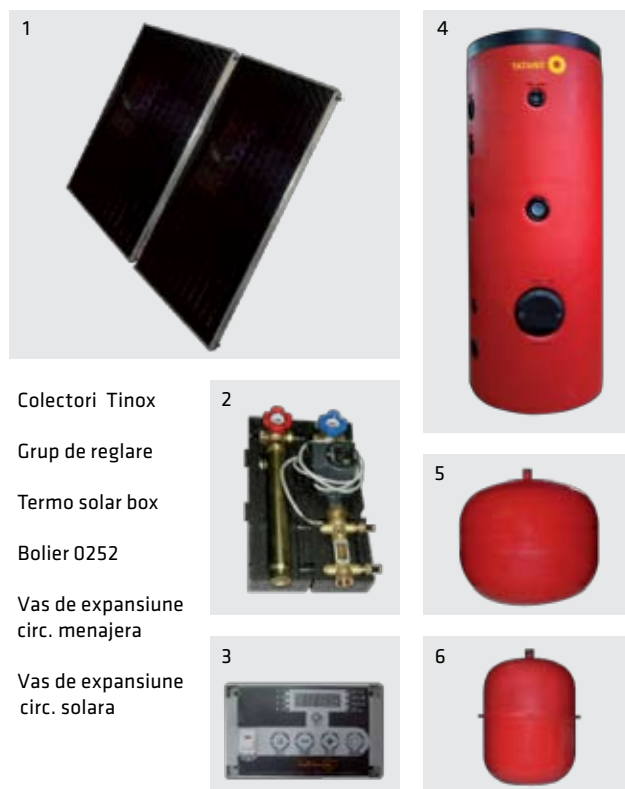 1
4
TATANO
Colectori Tinox
Grup de reglare
Termo solar box
Bolier 0252
Vas de expansiune
circ. menajera
Vas de expansiune
circ. solara
2
5
3
6